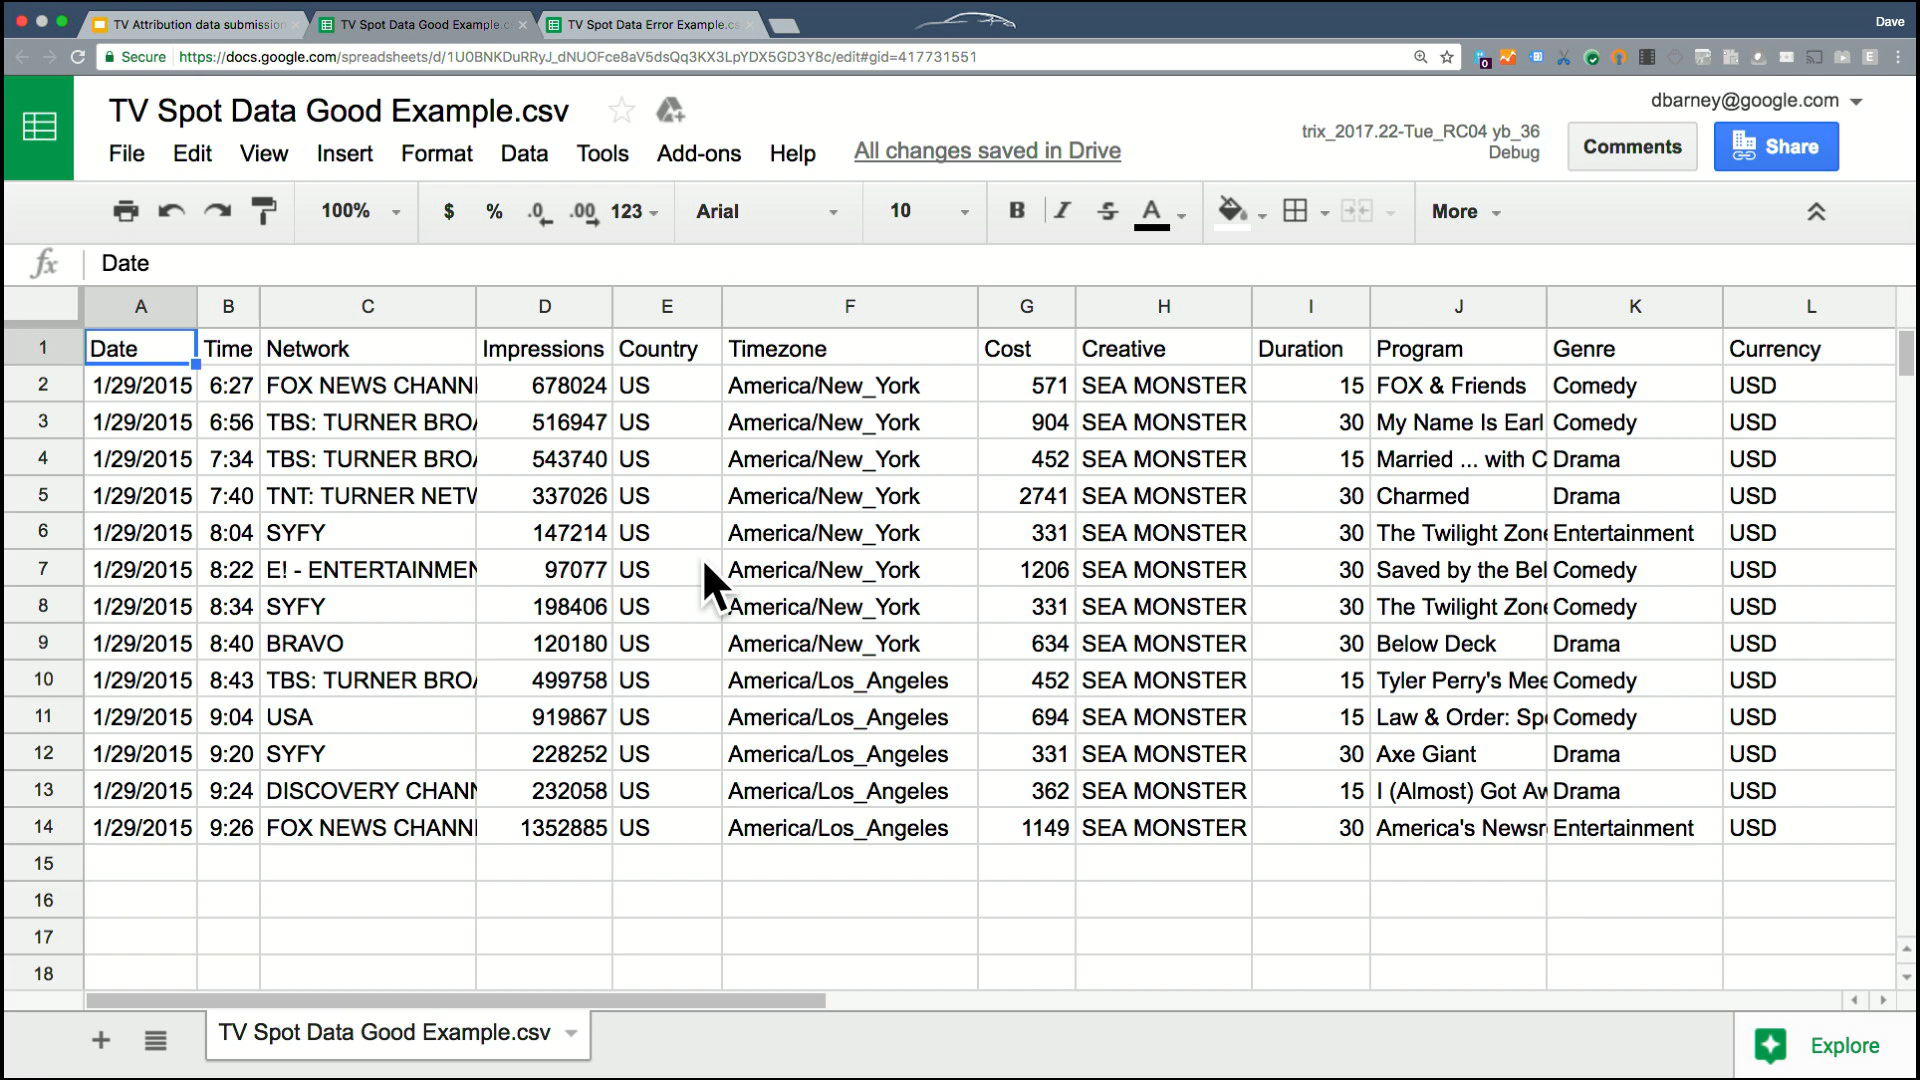 TV Attribution data submission
TV Spot Data Good Example.c
TV Spot Data Error Example.cs
Dave
Secure https://docs.google.com/spreadsheets/d/1U0BNKDuRRyJ_dNUOFce8aV5dsQq3KX3LpYDX5GD3Y8c/edit#gid=417731551
TV Spot Data Good Example.csv
dbarney@google.com
File Edit View Insert Format Data Tools Add-ons Help All changes saved in Drive
trix_2017.22-Tue_RC04 yb_36
Debug
Comments
Share
100% $ % .0 .00 123 Arial 10 B I S A More
fx Date
A B C D E F G H I J K L
1 Date Time Network Impressions Country Timezone Cost Creative Duration Program Genre Currency
2 1/29/2015 6:27 FOX NEWS CHANN 678024 US America/New_York 571 SEA MONSTER 15 FOX & Friends Comedy USD
3 1/29/2015 6:56 TBS: TURNER BROA 516947 US America/New_York 904 SEA MONSTER 30 My Name Is Earl Comedy USD
4 1/29/2015 7:34 TBS: TURNER BROA 543740 US America/New_York 452 SEA MONSTER 15 Married ... with C Drama USD
5 1/29/2015 7:40 TNT: TURNER NETW 337026 US America/New_York 2741 SEA MONSTER 30 Charmed Drama USD
6 1/29/2015 8:04 SYFY 147214 US America/New_York 331 SEA MONSTER 30 The Twilight Zone Entertainment USD
7 1/29/2015 8:22 E! - ENTERTAINMEN 97077 US America/New_York 1206 SEA MONSTER 30 Saved by the Bel Comedy USD
8 1/29/2015 8:34 SYFY 198406 US America/New_York 331 SEA MONSTER 30 The Twilight Zone Comedy USD
9 1/29/2015 8:40 BRAVO 120180 US America/New_York 634 SEA MONSTER 30 Below Deck Drama USD
10 1/29/2015 8:43 TBS: TURNER BROA 499758 US America/Los_Angeles 452 SEA MONSTER 15 Tyler Perry's Mee Comedy USD
11 1/29/2015 9:04 USA 919867 US America/Los_Angeles 694 SEA MONSTER 15 Law & Order: Spe Comedy USD
12 1/29/2015 9:20 SYFY 228252 US America/Los_Angeles 331 SEA MONSTER 30 Axe Giant Drama USD
13 1/29/2015 9:24 DISCOVERY CHANN 232058 US America/Los_Angeles 362 SEA MONSTER 15 I (Almost) Got Aw Drama USD
14 1/29/2015 9:26 FOX NEWS CHANN 1352885 US America/Los_Angeles 1149 SEA MONSTER 30 America's Newsr Entertainment USD
15
16
17
18
TV Spot Data Good Example.csv
Explore